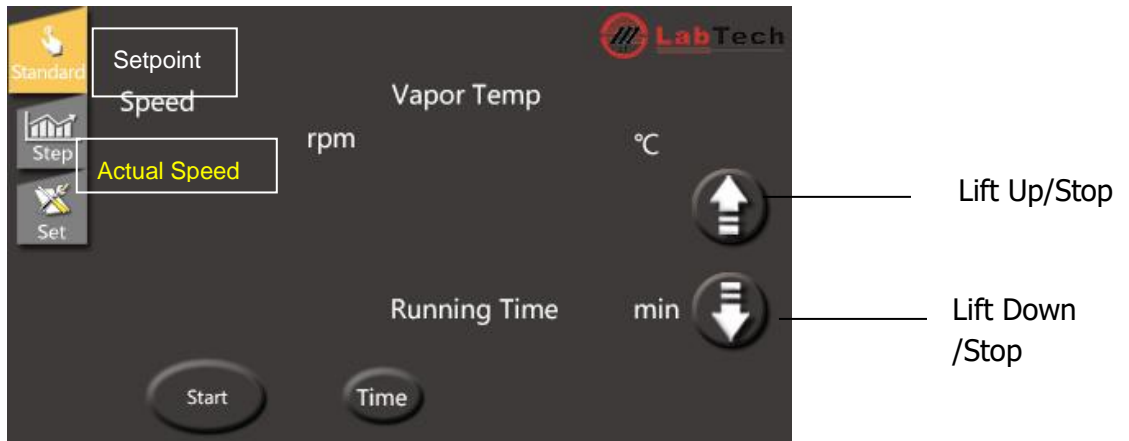 LabTech
Standard
Setpoint
Speed
Vapor Temp
rpm
°C
Step
Actual Speed
Set
Lift Up/Stop
Running Time
min
Lift Down
/Stop
Start
Time